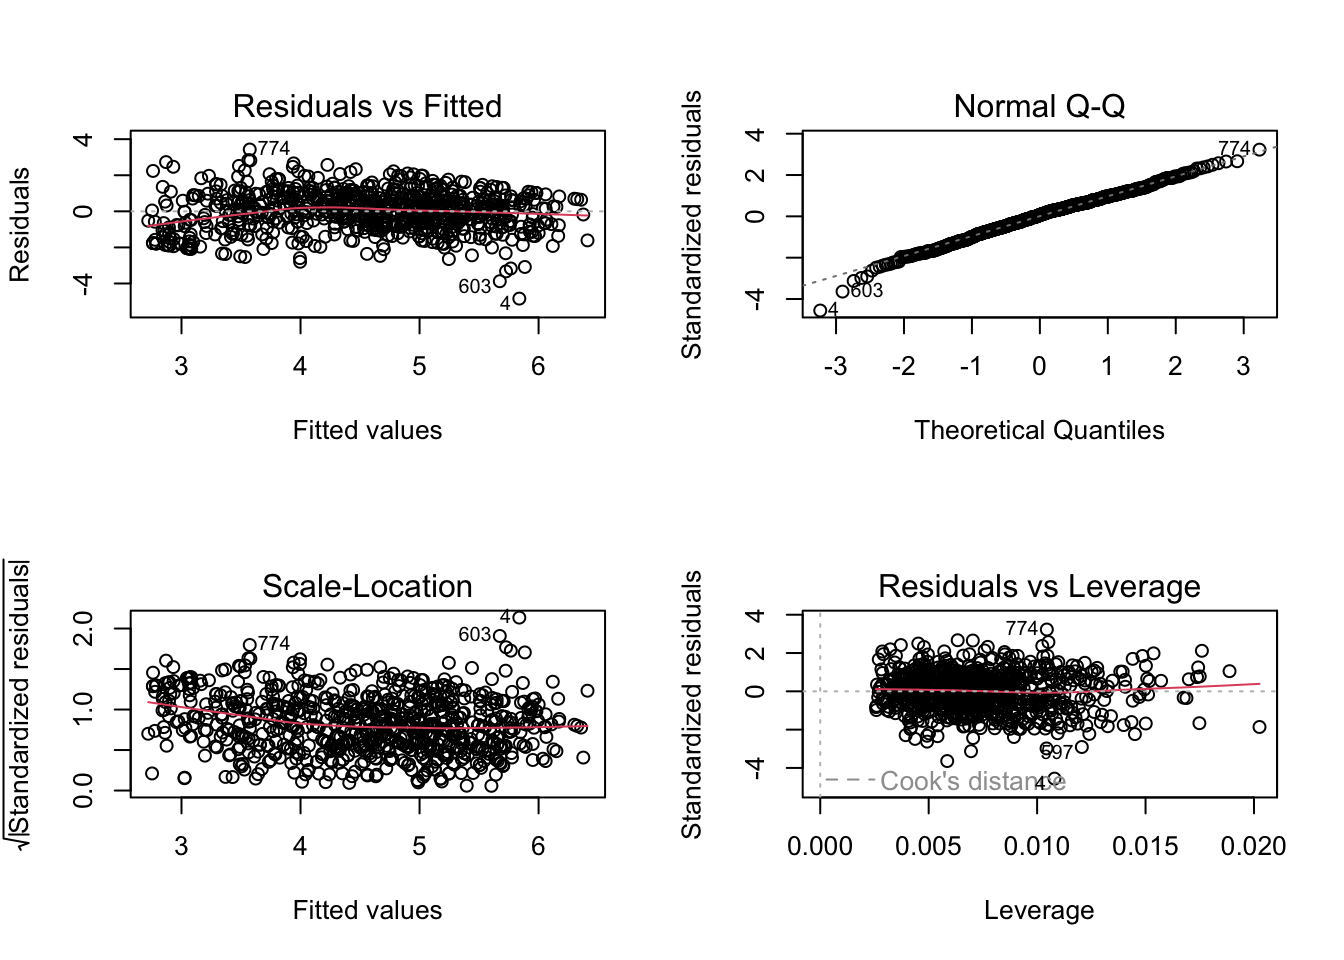 Residuals vs Fitted
Residuals
4
0
-4
774
603
4
3 4 5 6
Fitted values
Normal Q-Q
Standardized residuals
4
2
0
-4
774
603
4
-3 -2 -1 0 1 2 3
Theoretical Quantiles
Scale-Location
√|Standardized residuals|
2.0
1.0
0.0
4
603
774
3 4 5 6
Fitted values
Residuals vs Leverage
Standardized residuals
4
2
0
-4
774
597
4
Cook's distance
0.000 0.005 0.010 0.015 0.020
Leverage